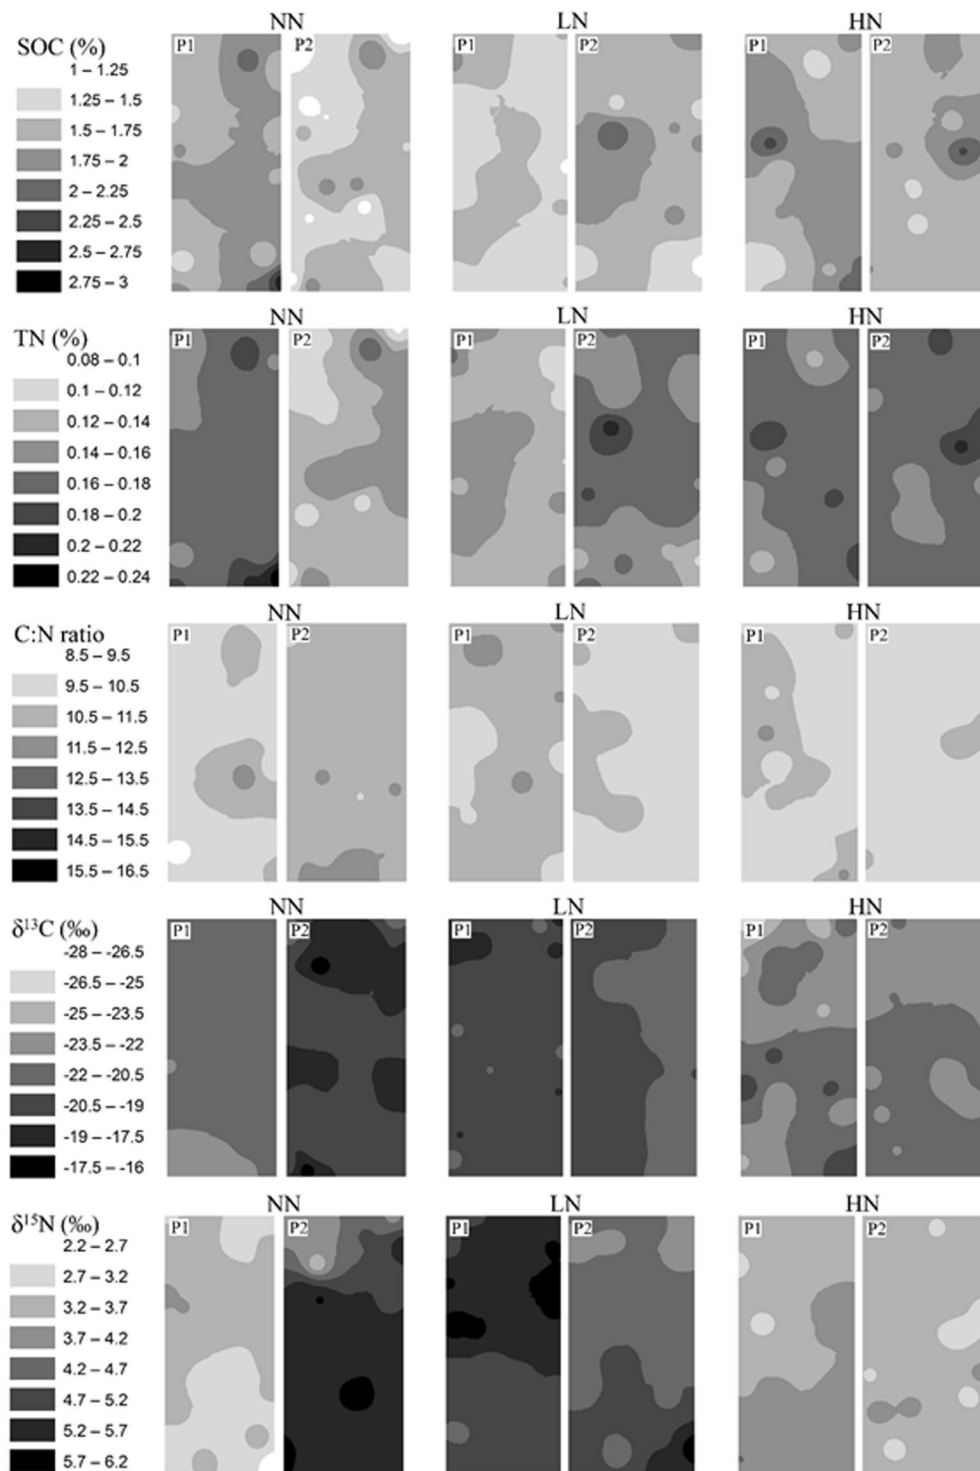 NN LN HN
SOC (%)
P1 P2 P1 P2 P1 P2
1 – 1.25
1.25 – 1.5
1.5 – 1.75
1.75 – 2
2 – 2.25
2.25 – 2.5
2.5 – 2.75
2.75 – 3
NN LN HN
TN (%)
P1 P2 P1 P2 P1 P2
0.08 – 0.1
0.1 – 0.12
0.12 – 0.14
0.14 – 0.16
0.16 – 0.18
0.18 – 0.2
0.2 – 0.22
0.22 – 0.24
NN LN HN
C:N ratio
P1 P2 P1 P2 P1 P2
8.5 – 9.5
9.5 – 10.5
10.5 – 11.5
11.5 – 12.5
12.5 – 13.5
13.5 – 14.5
14.5 – 15.5
15.5 – 16.5
NN LN HN
δ¹³C (‰)
P1 P2 P1 P2 P1 P2
-28 – -26.5
-26.5 – -25
-25 – -23.5
-23.5 – -22
-22 – -20.5
-20.5 – -19
-19 – -17.5
-17.5 – -16
NN LN HN
δ¹⁵N (‰)
P1 P2 P1 P2 P1 P2
2.2 – 2.7
2.7 – 3.2
3.2 – 3.7
3.7 – 4.2
4.2 – 4.7
4.7 – 5.2
5.2 – 5.7
5.7 – 6.2